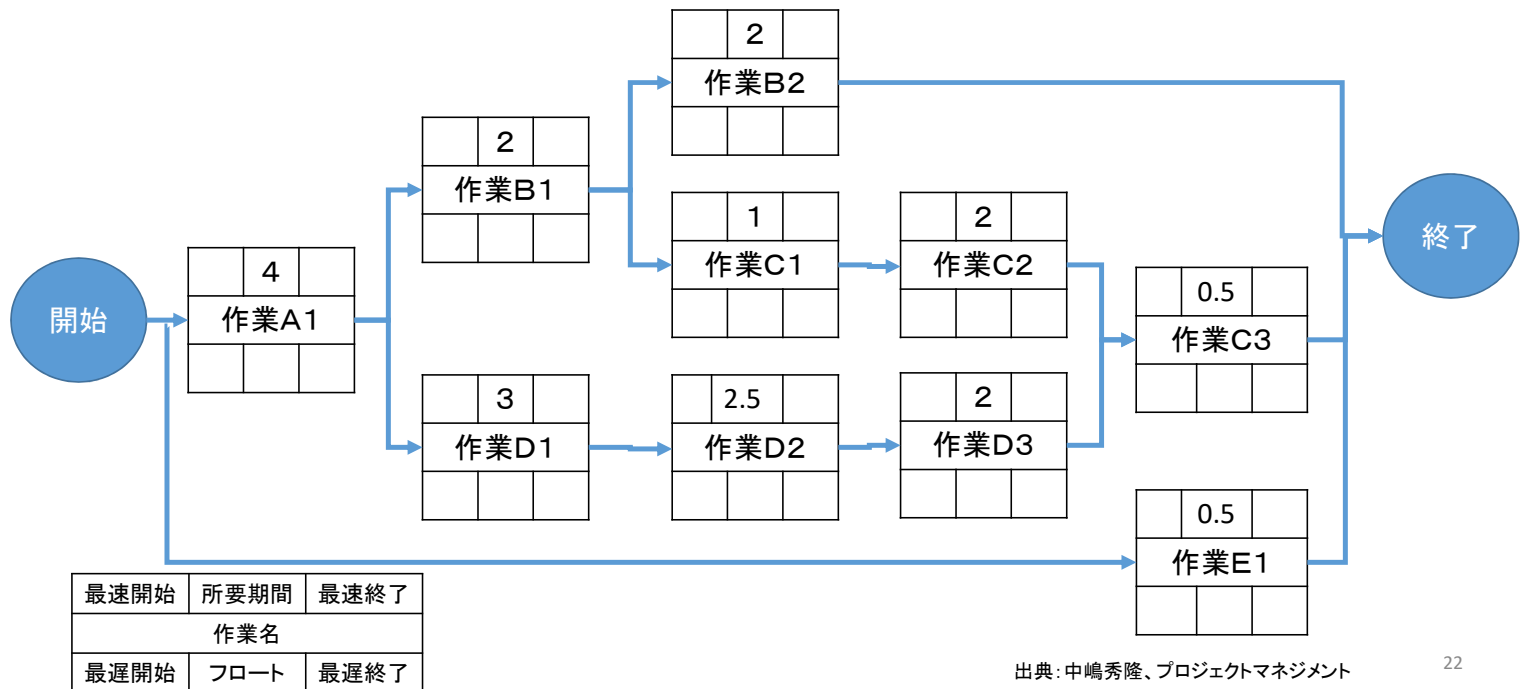 2
作業B2
2
作業B1
1
作業C1
2
作業C2
終了
4
作業A1
開始
0.5
作業C3
3
作業D1
2.5
作業D2
2
作業D3
0.5
作業E1
最速開始 所要期間 最速終了
作業名
最遅開始 フロート 最遅終了
出典：中嶋秀隆、プロジェクトマネジメント
22